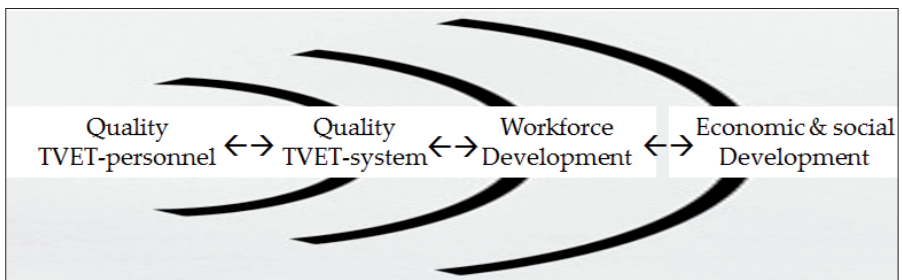 Quality
TVET-personnel
←→
Quality
TVET-system
←→
Workforce
Development
←→
Economic & social
Development